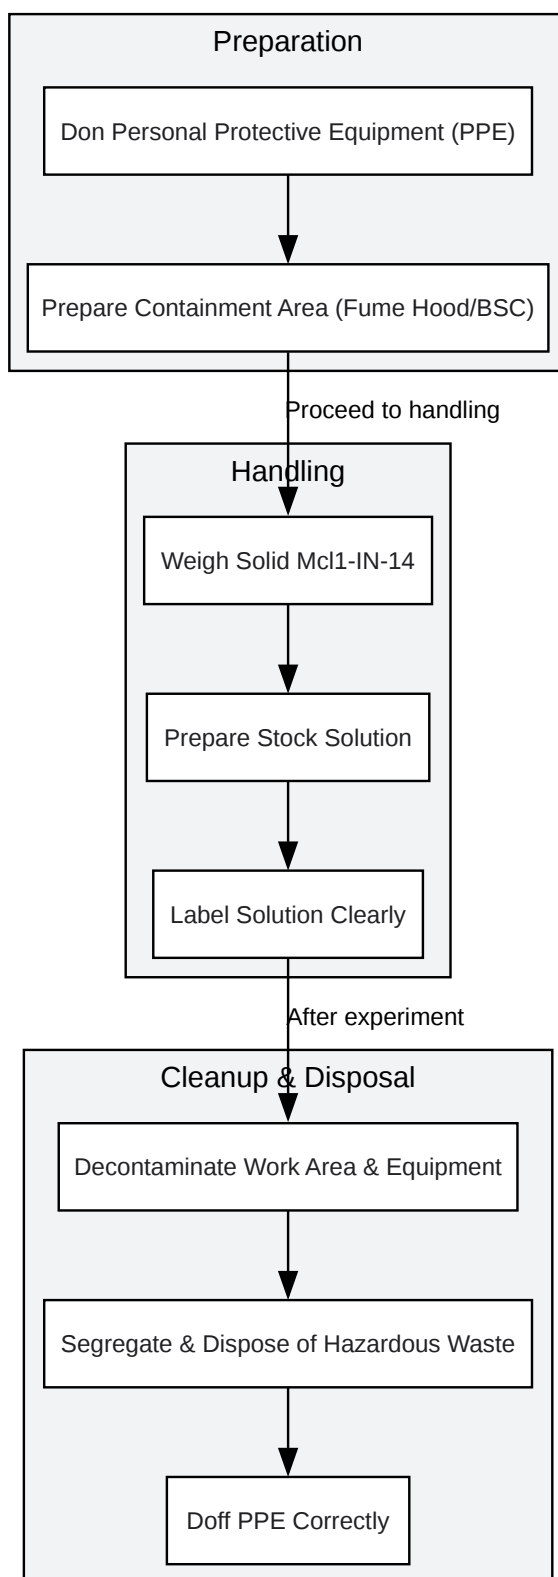 Preparation
Don Personal Protective Equipment (PPE)
Prepare Containment Area (Fume Hood/BSC)
Proceed to handling
Handling
Weigh Solid Mcl1-IN-14
Prepare Stock Solution
Label Solution Clearly
After experiment
Cleanup & Disposal
Decontaminate Work Area & Equipment
Segregate & Dispose of Hazardous Waste
Doff PPE Correctly